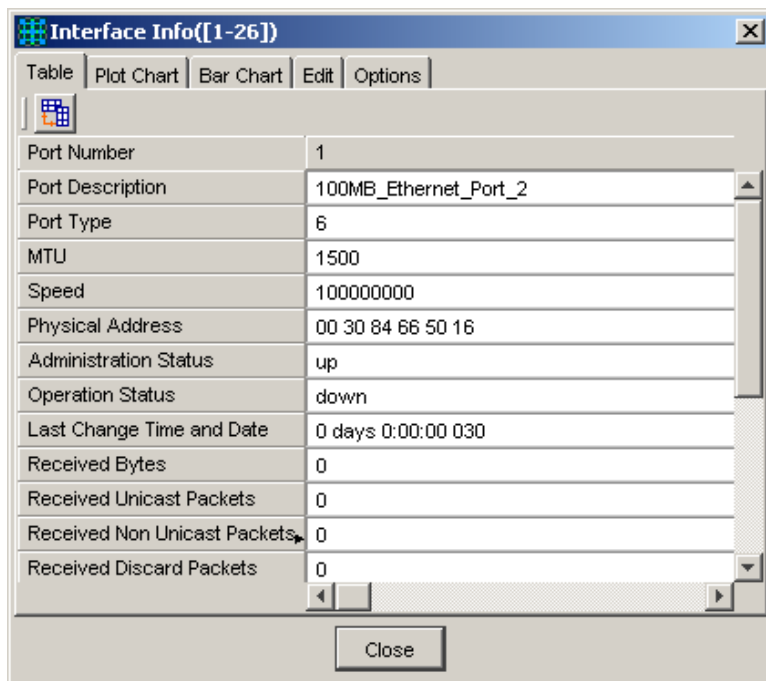 Interface Info([1-26])
Table Plot Chart Bar Chart Edit Options
Port Number 1
Port Description 100MB_Ethernet_Port_2
Port Type 6
MTU 1500
Speed 100000000
Physical Address 00 30 84 66 50 16
Administration Status up
Operation Status down
Last Change Time and Date 0 days 0:00:00 030
Received Bytes 0
Received Unicast Packets 0
Received Non Unicast Packets 0
Received Discard Packets 0
Close